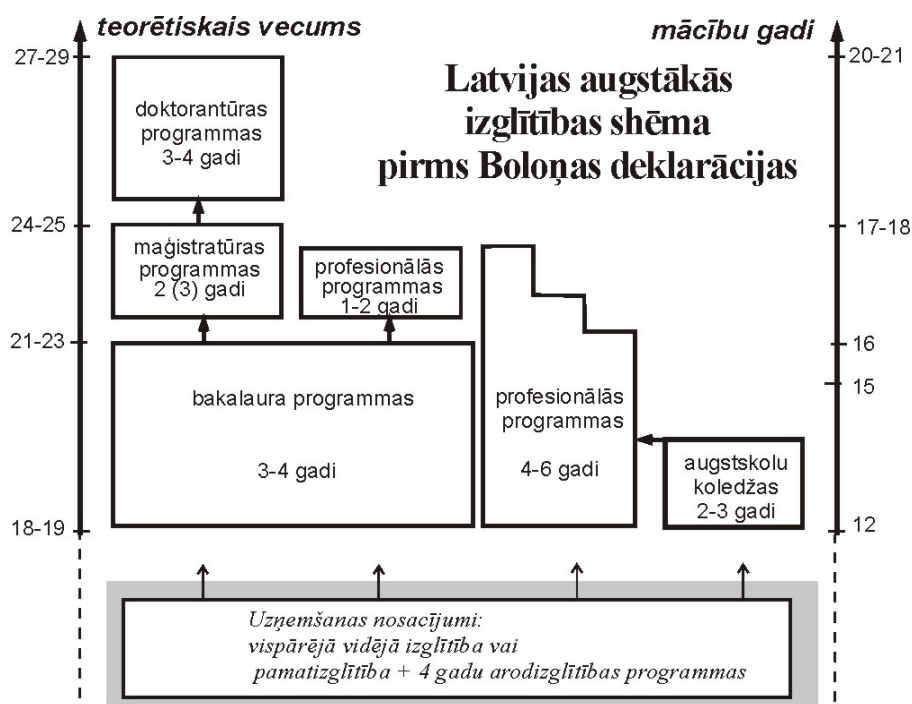 teorētiskais vecums
mācību gadi
27-29
20-21
Latvijas augstākās
izglītības shēma
pirms Boloņas deklarācijas
doktorantūras
programmas
3-4 gadi
24-25
17-18
maģistratūras
programmas
2 (3) gadi
profesionālās
programmas
1-2 gadi
21-23
16
15
bakalaura programmas
3-4 gadi
profesionālās
programmas
4-6 gadi
augstskolu
koledžas
2-3 gadi
18-19
12
Uzņemšanas nosacījumi:
vispārējā vidējā izglītība vai
pamatizglītība + 4 gadu arodizglītības programmas